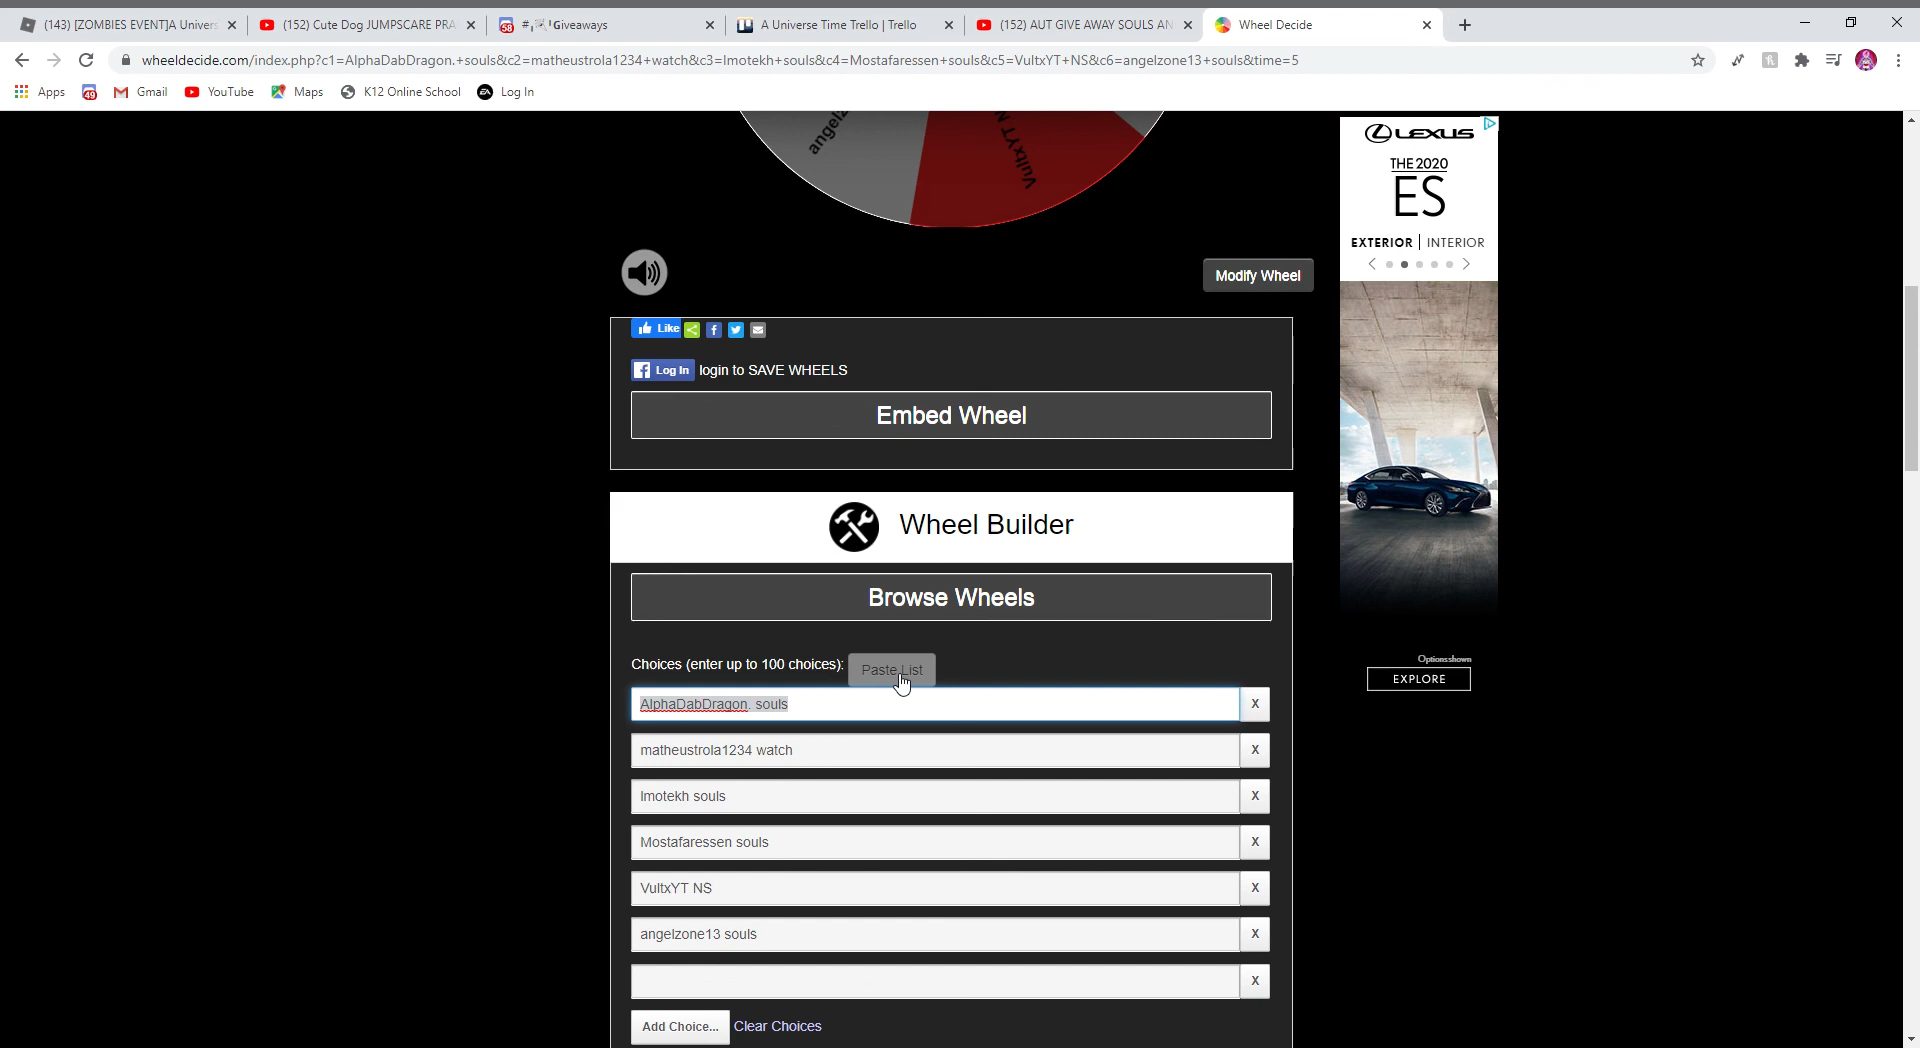 (143) [ZOMBIES EVENT]A Univers
(152) Cute Dog JUMPSCARE PRA
Giveaways
A Universe Time Trello | Trello
(152) AUT GIVE AWAY SOULS AN
Wheel Decide
wheeldecide.com/index.php?c1=AlphaDabDragon.+souls&c2=matheustrola1234+watch&c3=Imotekh+souls&c4=Mostafaressen+souls&c5=VultxYT+NS&c6=angelzone13+souls&time=5
Apps
49
Gmail
YouTube
Maps
K12 Online School
Log In
angelz
VultxYT N
LEXUS
THE 2020
ES
EXTERIOR | INTERIOR
Modify Wheel
Like
Log In login to SAVE WHEELS
Embed Wheel
Wheel Builder
Browse Wheels
Choices (enter up to 100 choices): Paste List
AlphaDabDragon. souls X
matheustrola1234 watch X
Imotekh souls X
Mostafaressen souls X
VultxYT NS X
angelzone13 souls X
X
Add Choice... Clear Choices
Options shown
EXPLORE